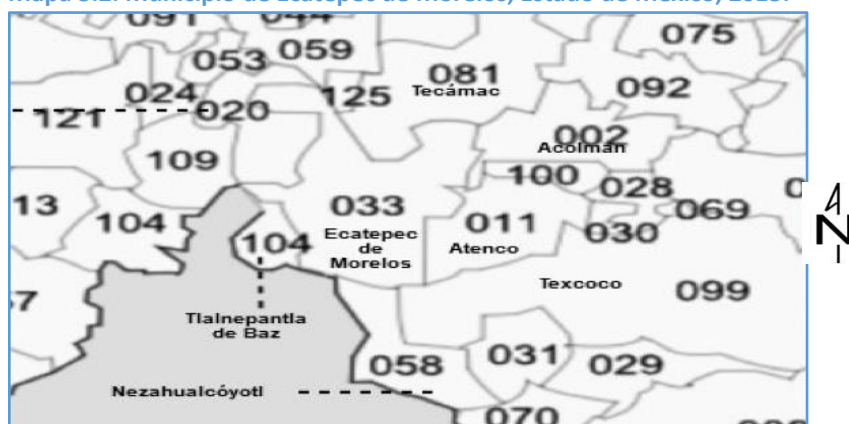 Mapa 3.2. Municipio de Ecatepec de Morelos, Estado de México, 2015.
091
044
075
053
059
024
081
Tecámac
092
125
020
121
002
Acolman
109
100
028
13
104
033
Ecatepec
de
Morelos
011
Atenco
069
030
104
Texcoco
099
Tlalnepantla
de Baz
058
031
029
Nezahualcóyotl
070
N